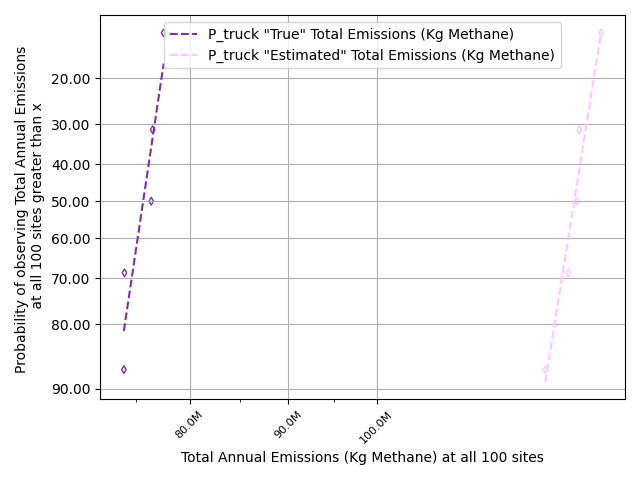 P_truck "True" Total Emissions (Kg Methane)
P_truck "Estimated" Total Emissions (Kg Methane)
Probability of observing Total Annual Emissions
at all 100 sites greater than x
20.00
30.00
40.00
50.00
60.00
70.00
80.00
90.00
80.0M
90.0M
100.0M
Total Annual Emissions (Kg Methane) at all 100 sites